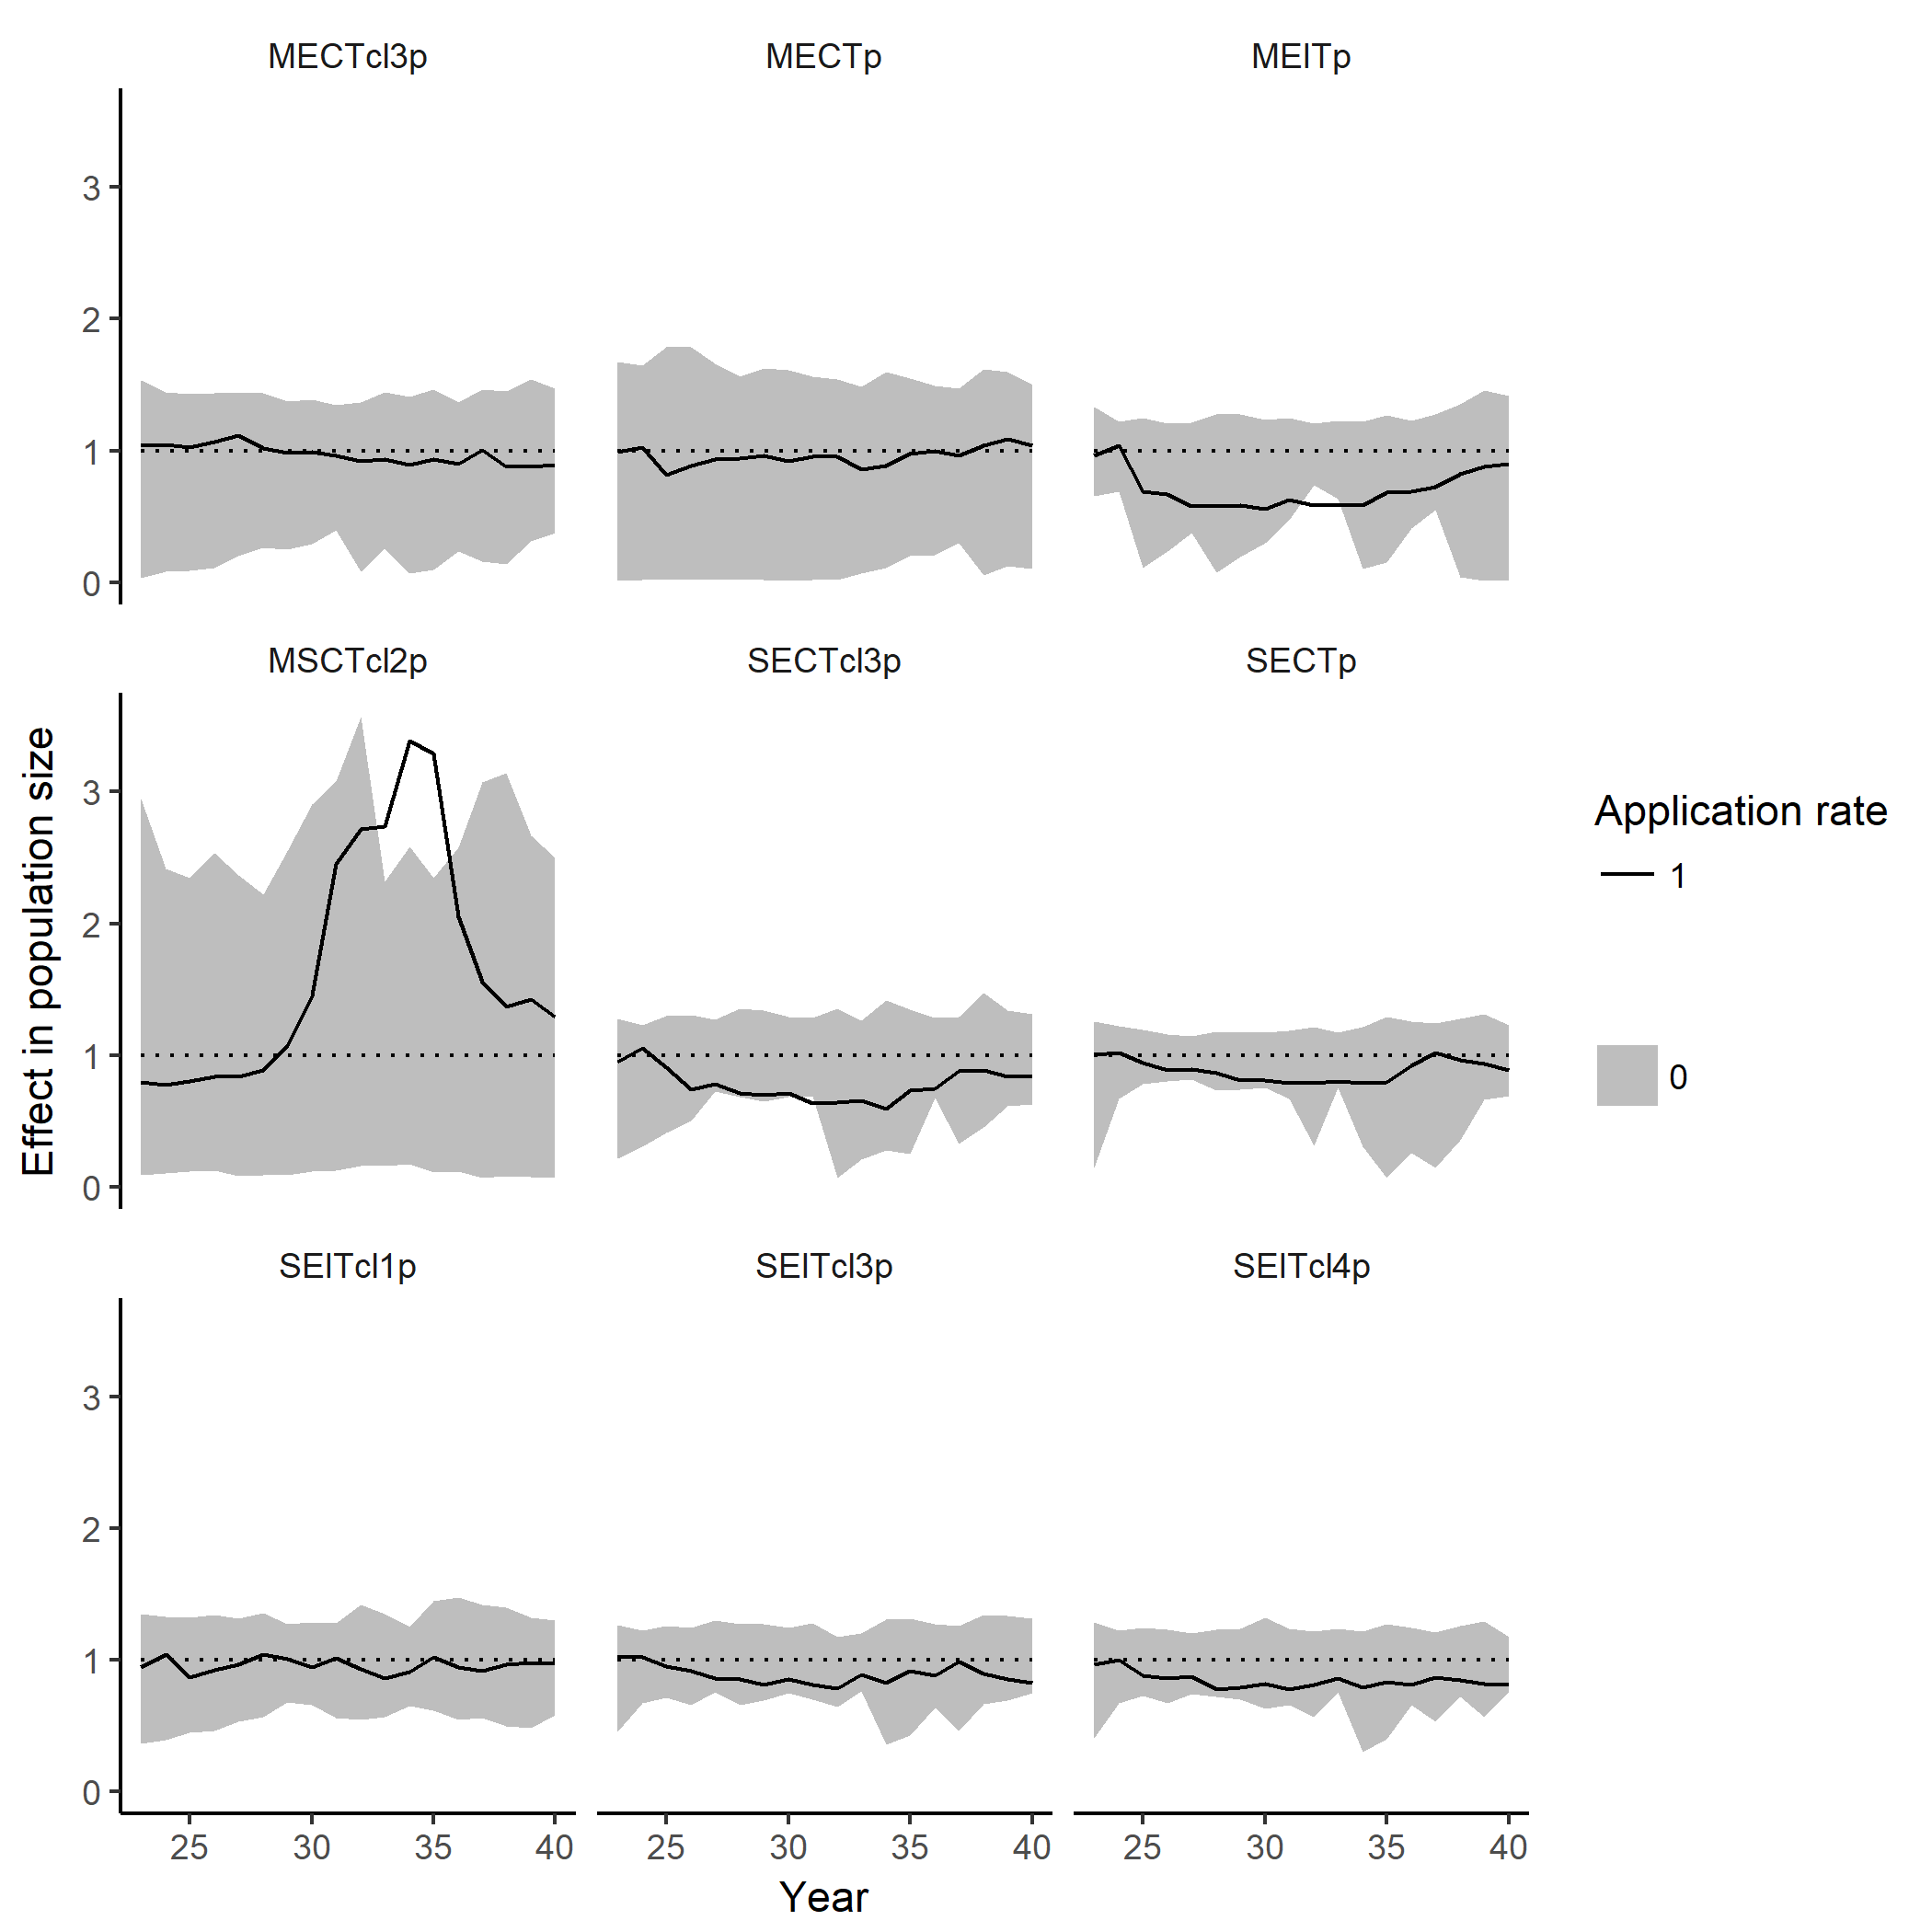 MECTcl3p MECTp MEITp
3
2
1
0
MSCTcl2p SECTcl3p SECTp
Effect in population size
3
2
1
0
Application rate
1
0
SEITcl1p SEITcl3p SEITcl4p
3
2
1
0
25 30 35 40 25 30 35 40 25 30 35 40
Year